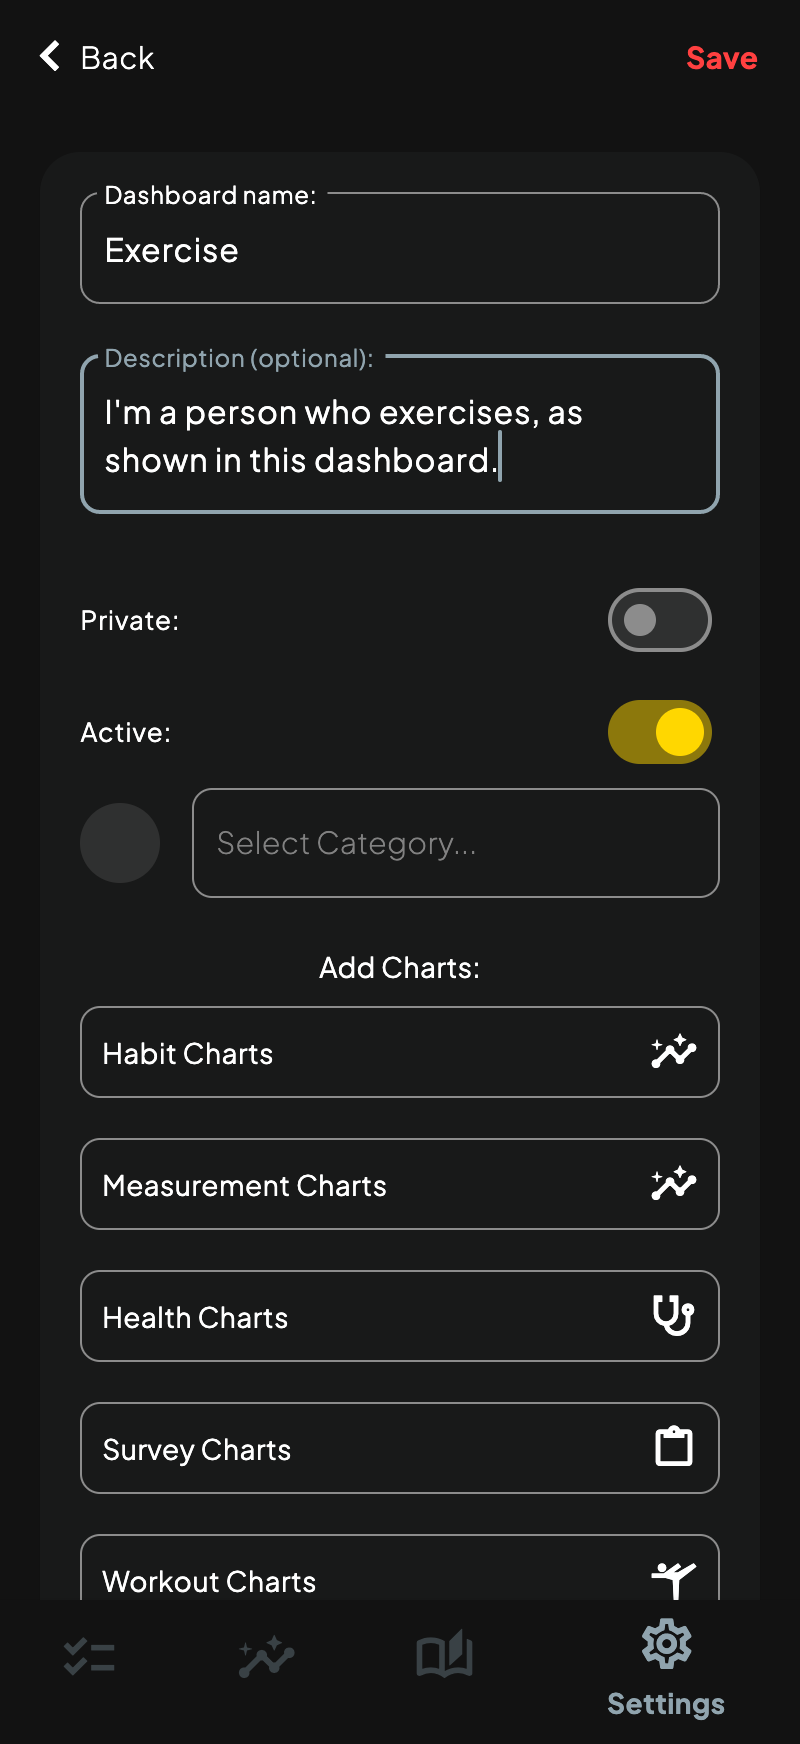 Back
Save
Dashboard name:
Exercise
Description (optional):
I'm a person who exercises, as
shown in this dashboard.
Private:
Active:
Select Category...
Add Charts:
Habit Charts
Measurement Charts
Health Charts
Survey Charts
Workout Charts
Settings